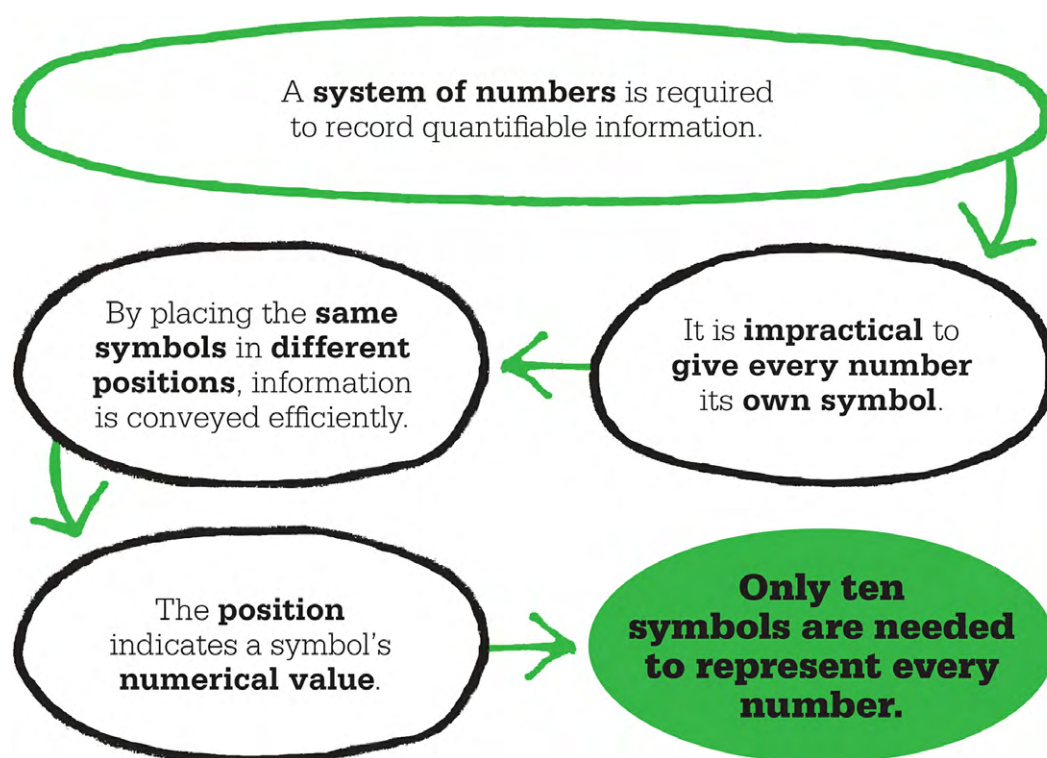 A system of numbers is required
to record quantifiable information.
It is impractical to
give every number
its own symbol.
By placing the same
symbols in different
positions, information
is conveyed efficiently.
The position
indicates a symbol’s
numerical value.
Only ten
symbols are needed
to represent every
number.